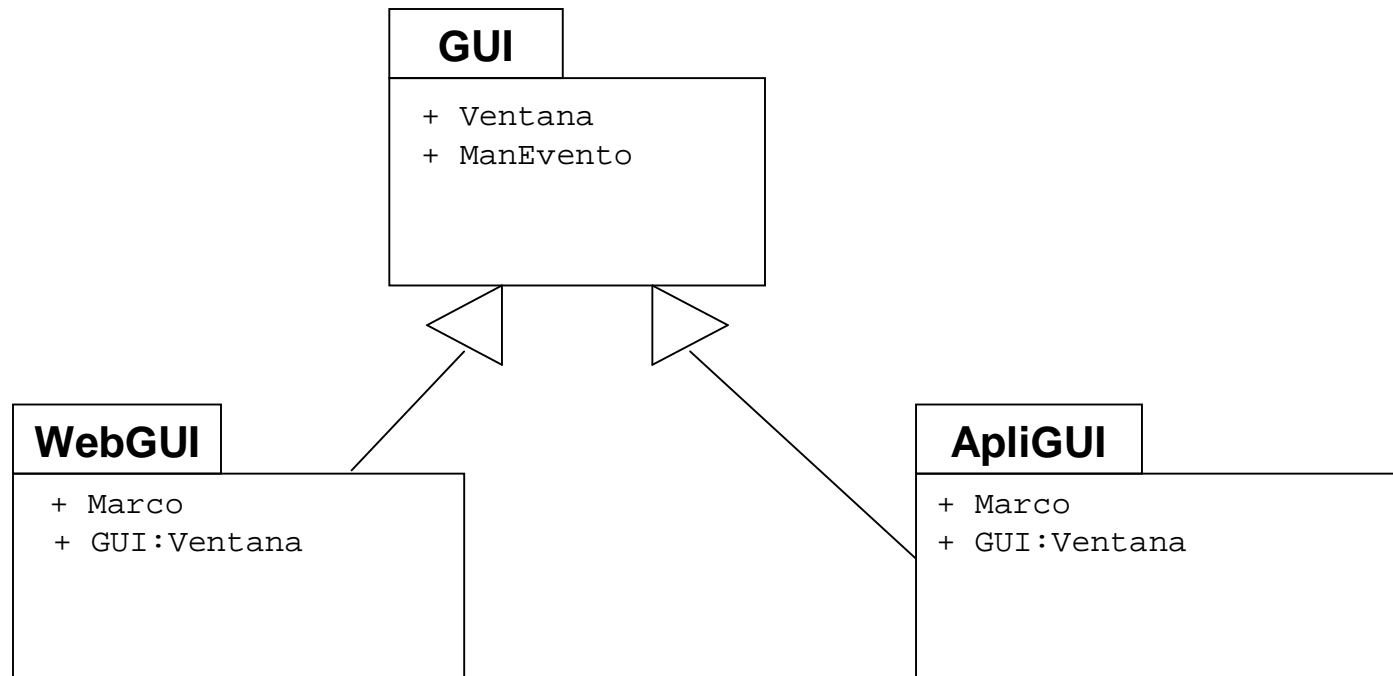 GUI
+ Ventana
+ ManEvento
WebGUI
+ Marco
+ GUI:Ventana
ApliGUI
+ Marco
+ GUI:Ventana